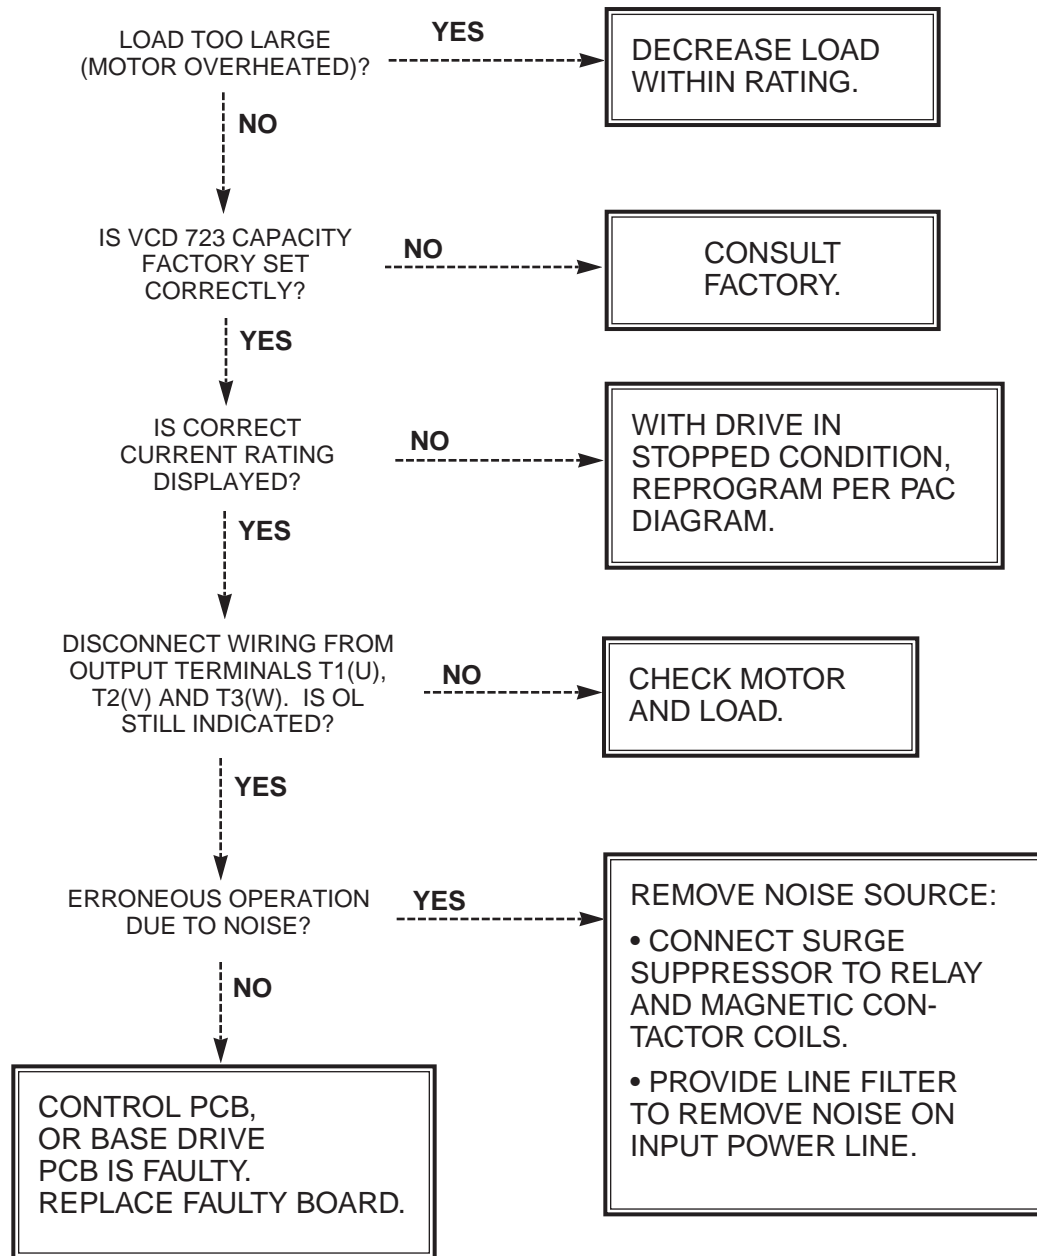 LOAD TOO LARGE
(MOTOR OVERHEATED)?
YES
DECREASE LOAD
WITHIN RATING.
NO
IS VCD 723 CAPACITY
FACTORY SET
CORRECTLY?
NO
CONSULT
FACTORY.
YES
IS CORRECT
CURRENT RATING
DISPLAYED?
NO
WITH DRIVE IN
STOPPED CONDITION,
REPROGRAM PER PAC
DIAGRAM.
YES
DISCONNECT WIRING FROM
OUTPUT TERMINALS T1(U),
T2(V) AND T3(W).  IS OL
STILL INDICATED?
NO
CHECK MOTOR
AND LOAD.
YES
ERRONEOUS OPERATION
DUE TO NOISE?
YES
REMOVE NOISE SOURCE:
• CONNECT SURGE
SUPPRESSOR TO RELAY
AND MAGNETIC CON-
TACTOR COILS.
• PROVIDE LINE FILTER
TO REMOVE NOISE ON
INPUT POWER LINE.
NO
CONTROL PCB,
OR BASE DRIVE
PCB IS FAULTY.
REPLACE FAULTY BOARD.